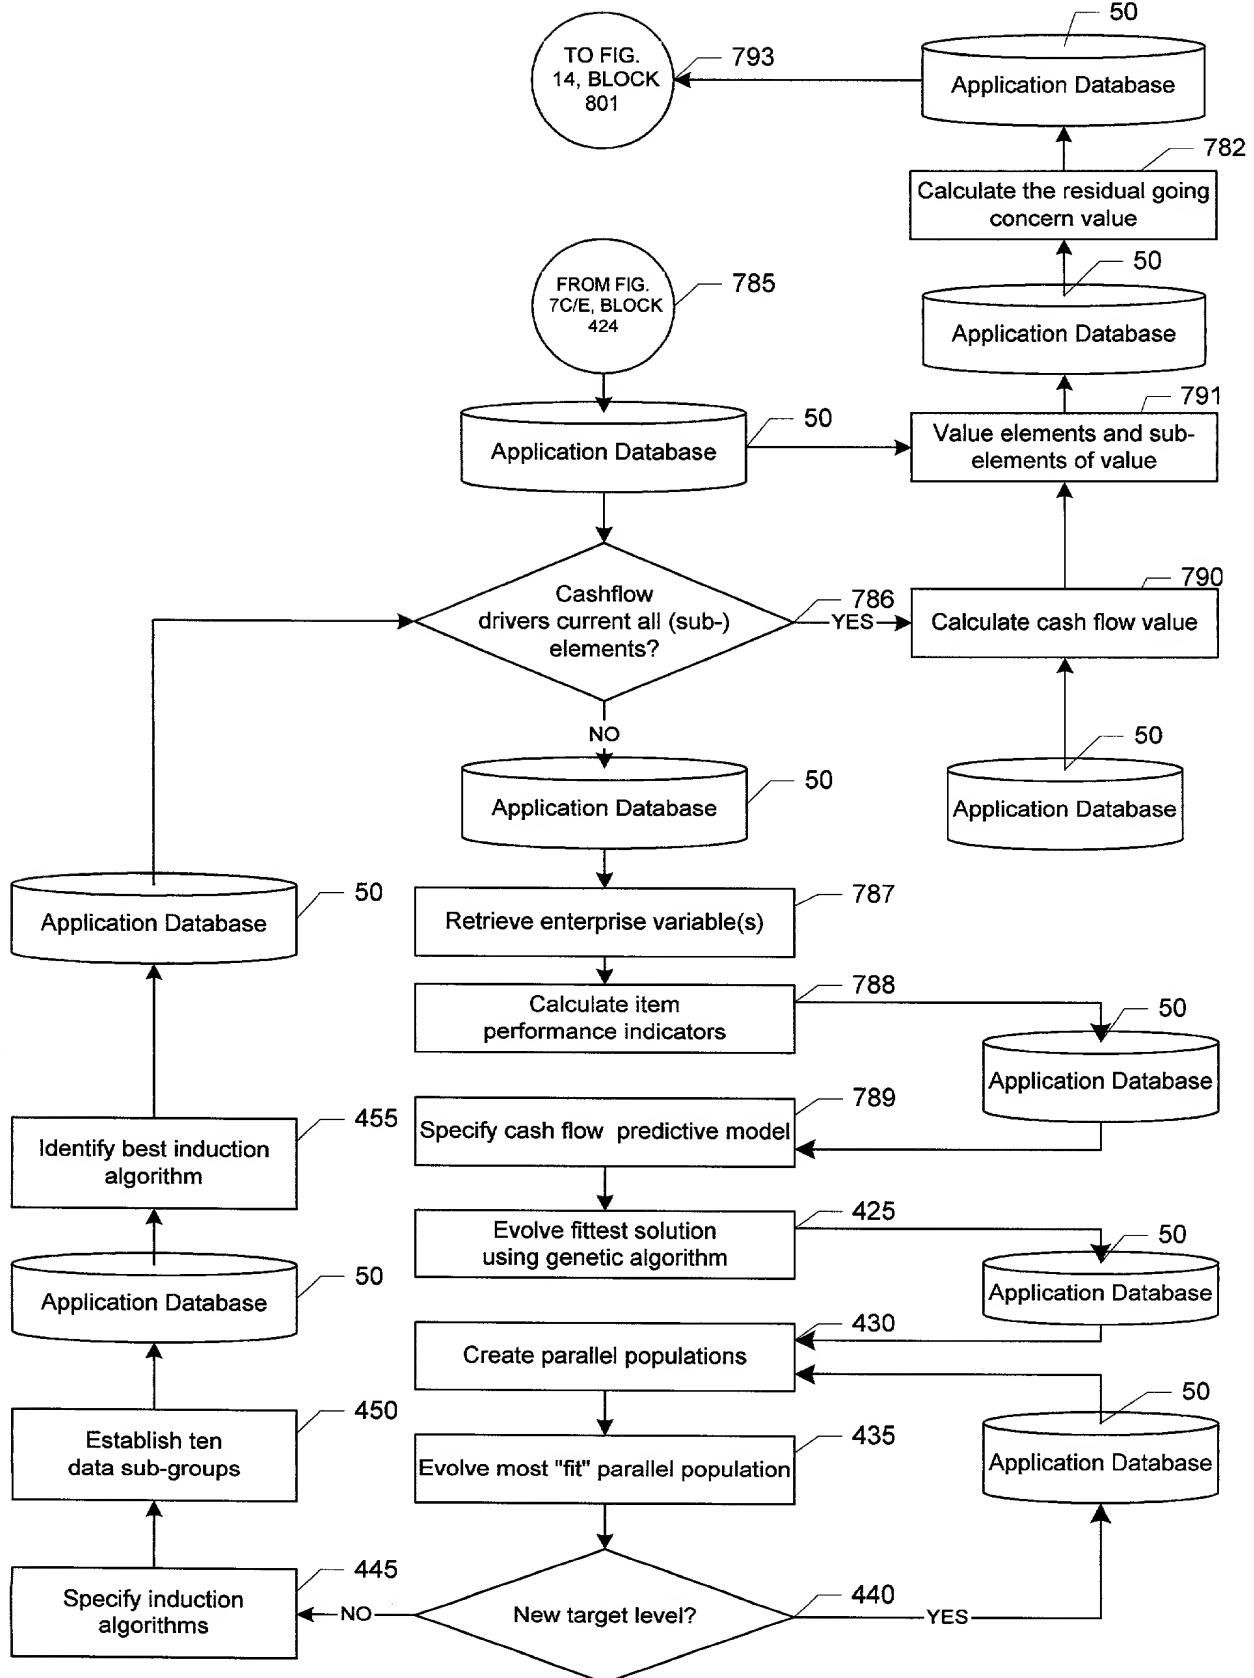 50
TO FIG.
14, BLOCK
801
793
Application Database
782
Calculate the residual going
concern value
50
FROM FIG.
7C/E, BLOCK
424
785
Application Database
791
50
Application Database
Value elements and sub-
elements of value
790
Cashflow
drivers current all (sub-)
elements?
786
YES
Calculate cash flow value
NO
50
50
Application Database
Application Database
50
Application Database
787
Retrieve enterprise variable(s)
788
Calculate item
performance indicators
50
Application Database
789
Specify cash flow predictive model
455
Identify best induction
algorithm
425
Evolve fittest solution
using genetic algorithm
50
Application Database
50
Application Database
430
Create parallel populations
50
Application Database
450
Establish ten
data sub-groups
435
Evolve most "fit" parallel population
445
Specify induction
algorithms
NO
New target level?
440
YES